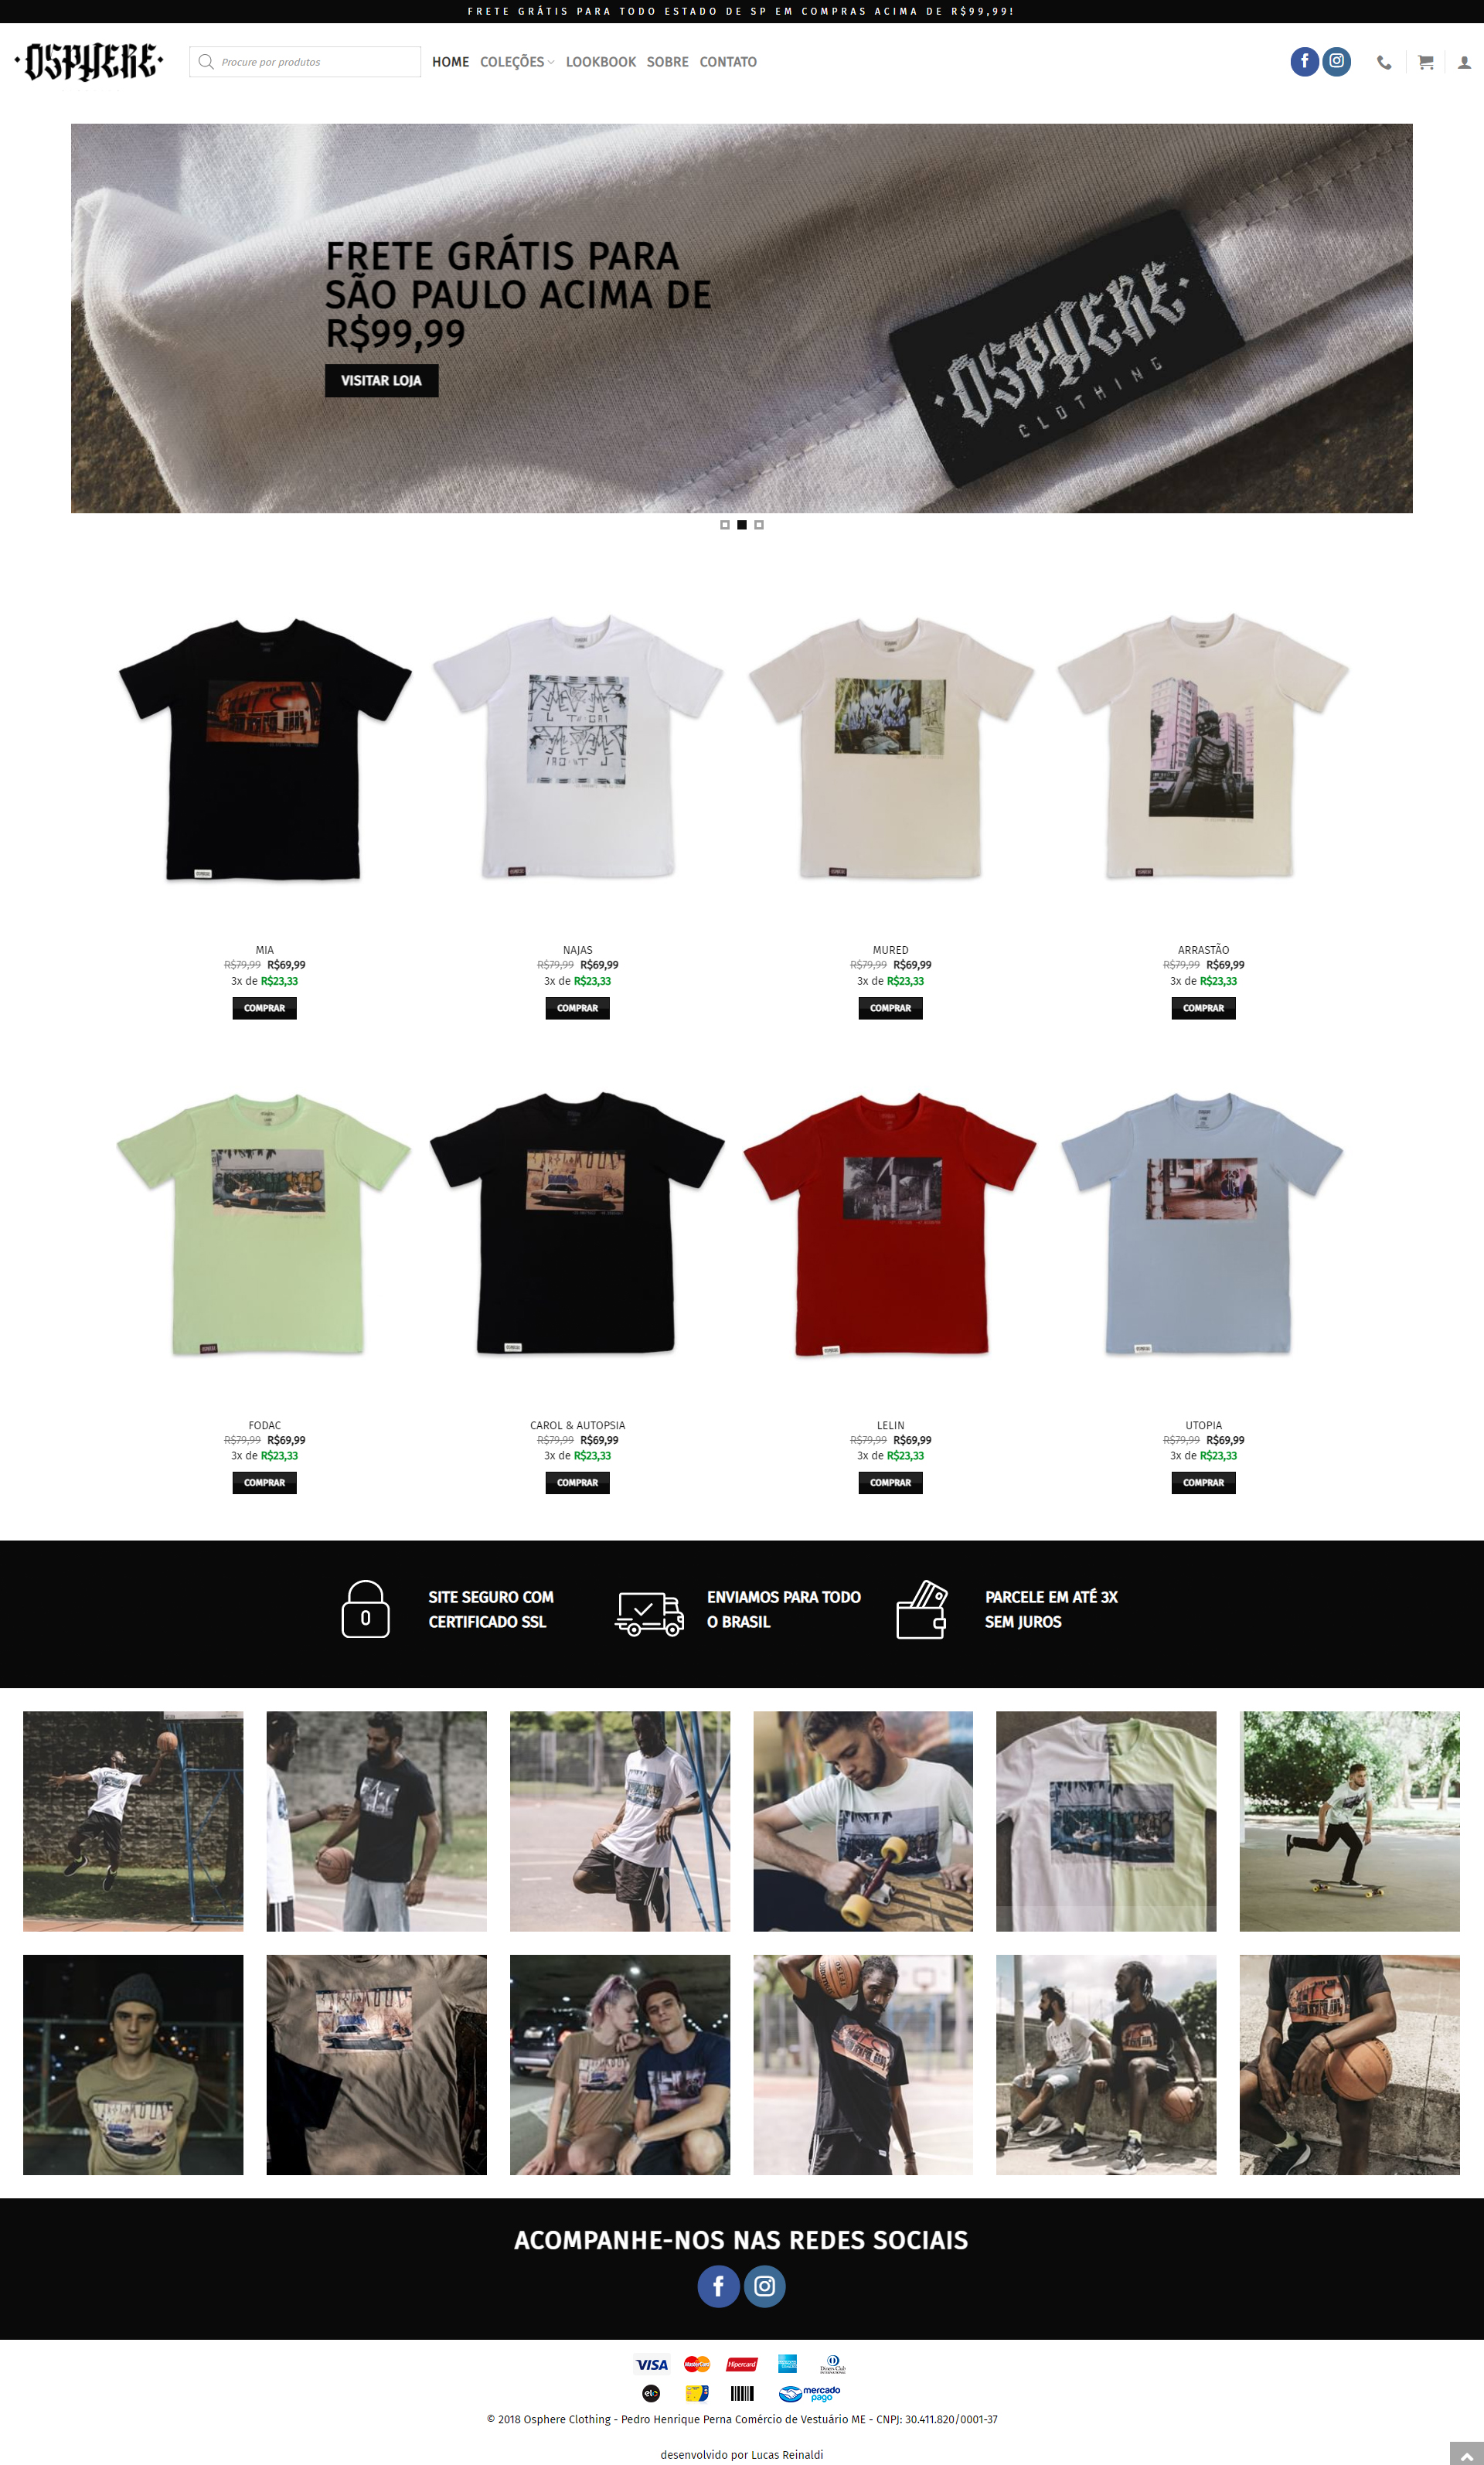 FRETE GRÁTIS PARA TODO ESTADO DE SP EM COMPRAS ACIMA DE R$99,99!
OSPHERE
Procure por produtos
HOME
COLEÇÕES
LOOKBOOK
SOBRE
CONTATO
FRETE GRÁTIS PARA
SÃO PAULO ACIMA DE
R$99,99
VISITAR LOJA
OSPHERE
CLOTHING
MIA
R$79,99 R$69,99
3x de R$23,33
COMPRAR
NAJAS
R$79,99 R$69,99
3x de R$23,33
COMPRAR
MURED
R$79,99 R$69,99
3x de R$23,33
COMPRAR
ARRASTÃO
R$79,99 R$69,99
3x de R$23,33
COMPRAR
FODAC
R$79,99 R$69,99
3x de R$23,33
COMPRAR
CAROL & AUTOPSIA
R$79,99 R$69,99
3x de R$23,33
COMPRAR
LELIN
R$79,99 R$69,99
3x de R$23,33
COMPRAR
UTOPIA
R$79,99 R$69,99
3x de R$23,33
COMPRAR
SITE SEGURO COM
CERTIFICADO SSL
ENVIAMOS PARA TODO
O BRASIL
PARCELE EM ATÉ 3X
SEM JUROS
ACOMPANHE-NOS NAS REDES SOCIAIS
VISA
MasterCard
Hipercard
Diners Club
elo
mercado
pago
© 2018 Osphere Clothing - Pedro Henrique Perna Comércio de Vestuário ME - CNPJ: 30.411.820/0001-37
desenvolvido por Lucas Reinaldi